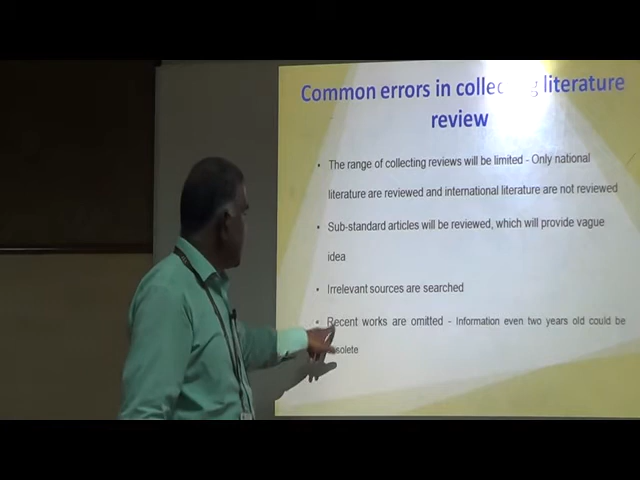 Common errors in collecting literature
review
• The range of collecting reviews will be limited - Only national
literature are reviewed and international literature are not reviewed
• Sub-standard articles will be reviewed, which will provide vague
idea
• Irrelevant sources are searched
• Recent works are omitted - Information even two years old could be